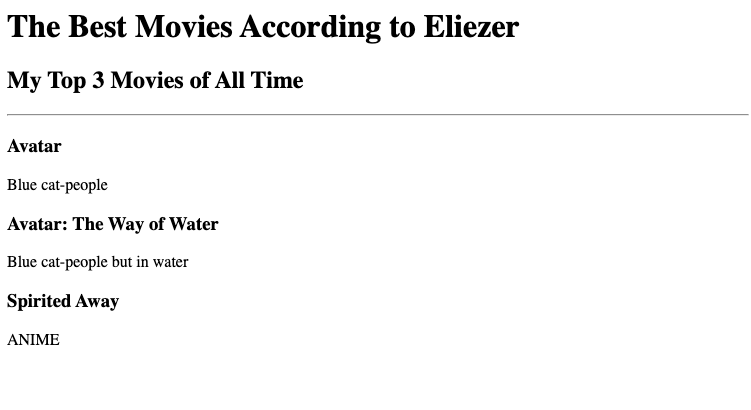 The Best Movies According to Eliezer
My Top 3 Movies of All Time
Avatar
Blue cat-people
Avatar: The Way of Water
Blue cat-people but in water
Spirited Away
ANIME